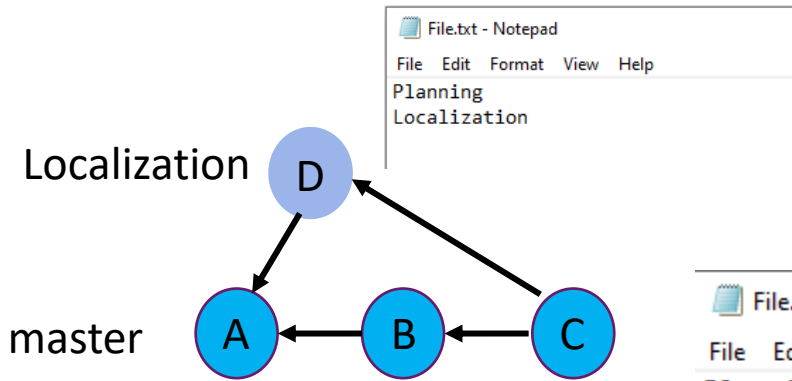 File.txt - Notepad
File Edit Format View Help
Planning
Localization
Localization
D
master
A
B
C
File.
File